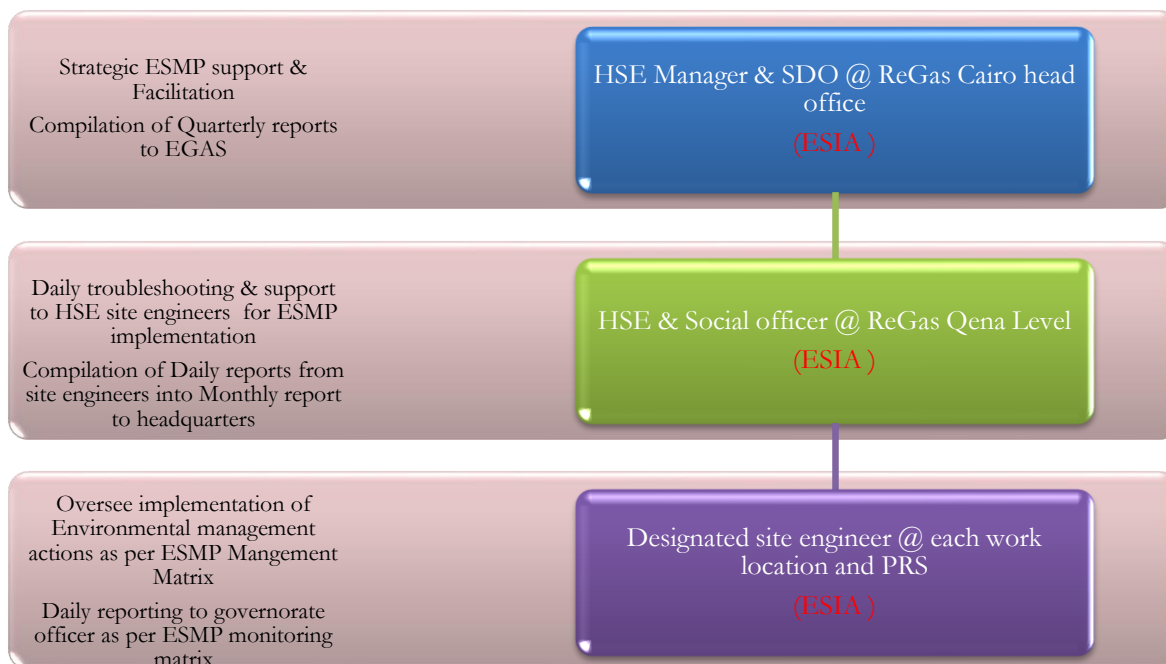 Strategic ESMP support &
Facilitation
Compilation of Quarterly reports
to EGAS
HSE Manager & SDO @ ReGas Cairo head
office
(ESIA )
Daily troubleshooting & support
to HSE site engineers for ESMP
implementation
Compilation of Daily reports from
site engineers into Monthly report
to headquarters
HSE & Social officer @ ReGas Qena Level
(ESIA )
Oversee implementation of
Environmental management
actions as per ESMP Mangement
Matrix
Daily reporting to governorate
officer as per ESMP monitoring
matrix
Designated site engineer @ each work
location and PRS
(ESIA )